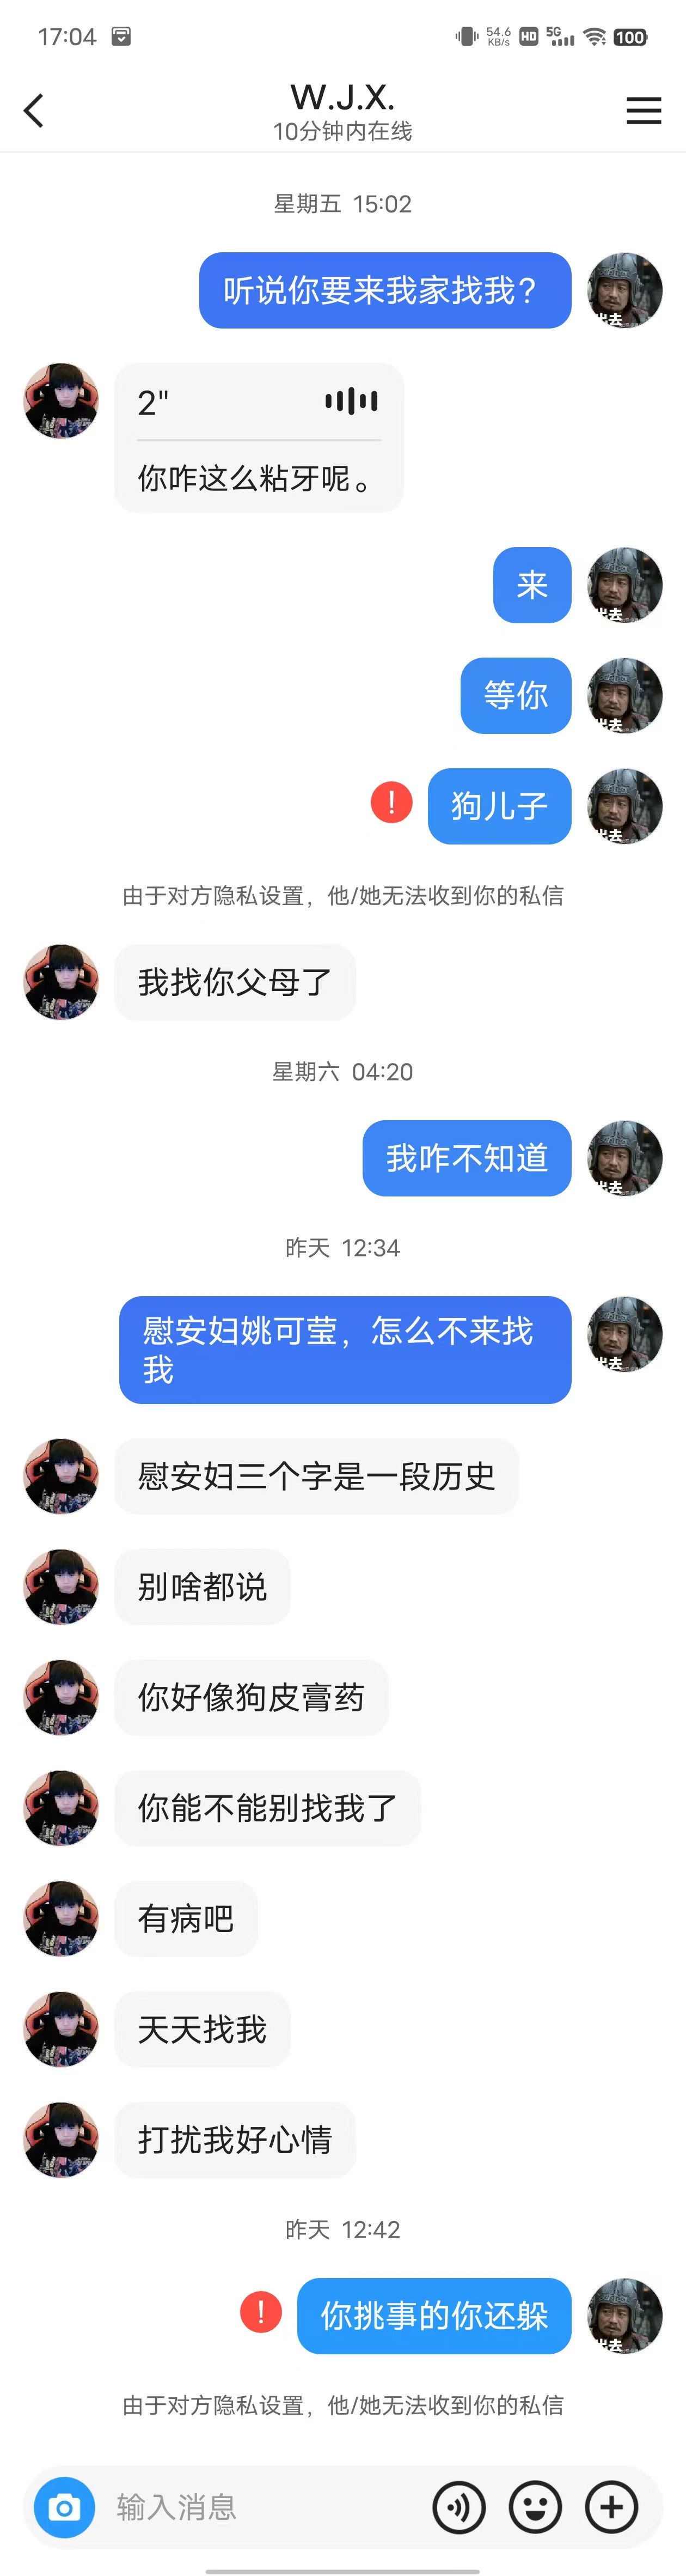 17:04
54.6
KB/s
HD
5G
100
W.J.X.
10分钟内在线
星期五 15:02
听说你要来我家找我？
2"
你咋这么粘牙呢。
来
等你
狗儿子
由于对方隐私设置，他/她无法收到你的私信
我找你父母了
星期六 04:20
我咋不知道
昨天 12:34
慰安妇姚可莹，怎么不来找
我
慰安妇三个字是一段历史
别啥都说
你好像狗皮膏药
你能不能别找我了
有病吧
天天找我
打扰我好心情
昨天 12:42
你挑事的你还躲
由于对方隐私设置，他/她无法收到你的私信
输入消息